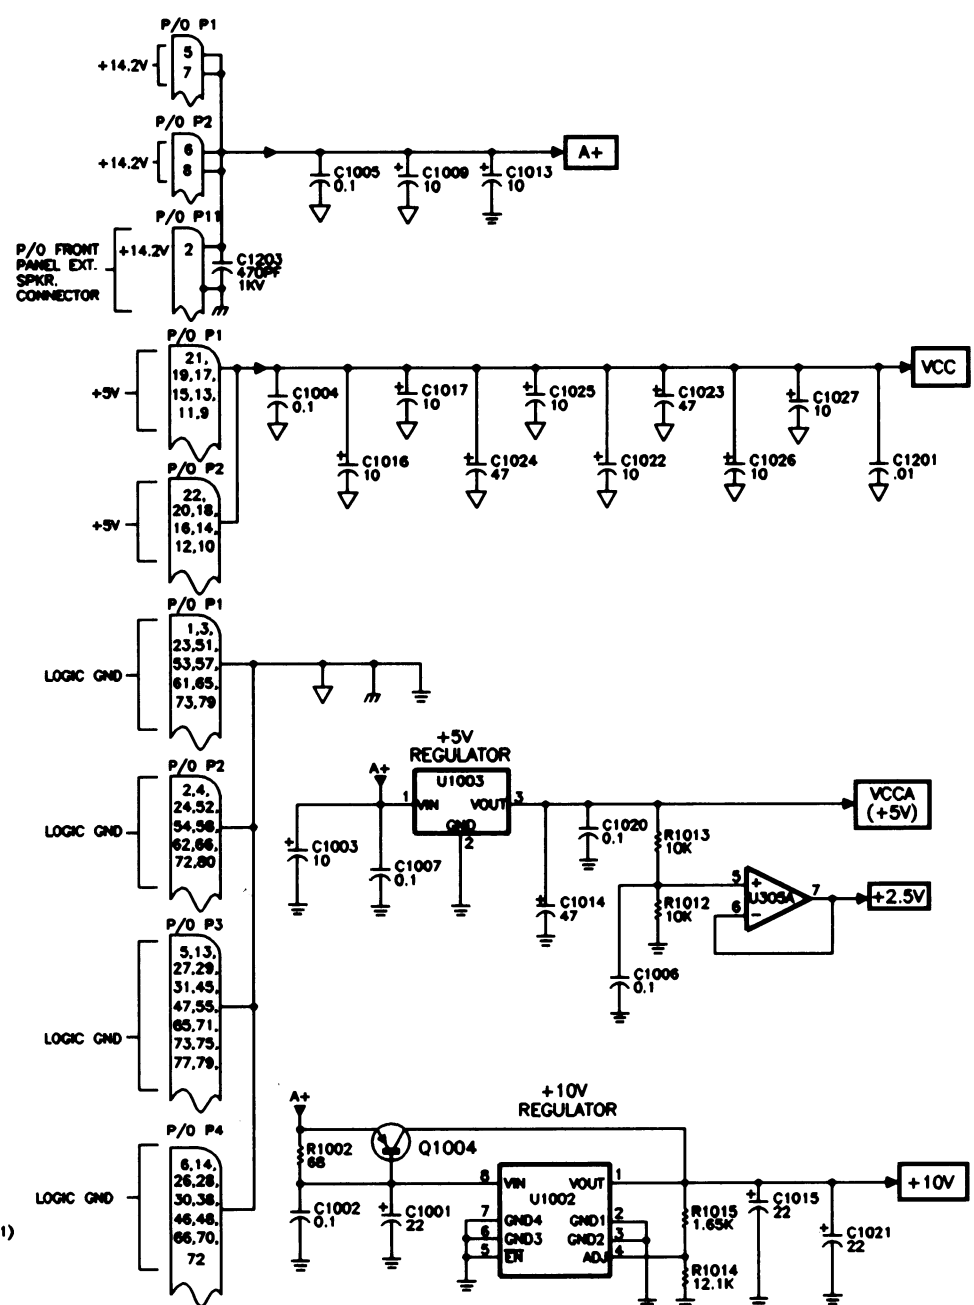 P/O P1
+14.2V
5
7
P/O P2
+14.2V
6
8
A+
C1005
0.1
+
C1009
10
+
C1013
10
P/O P11
P/O FRONT
PANEL EXT.
SPKR.
CONNECTOR
+14.2V
2
C1203
470PF
1KV
P/O P1
+5V
21,
19,17,
15,13,
11,9
VCC
C1004
0.1
+
C1016
10
+
C1017
10
+
C1024
47
+
C1025
10
+
C1022
10
+
C1023
47
+
C1026
10
+
C1027
10
C1201
.01
P/O P2
+5V
22,
20,18,
16,14,
12,10
P/O P1
LOGIC GND
1,3,
23,51,
53,57,
61,65,
73,79
P/O P2
LOGIC GND
2,4,
24,52,
54,56,
62,66,
72,80
+5V
REGULATOR
A+
U1003
1
VIN
VOUT
3
GND
2
+
C1003
10
C1007
0.1
+
C1014
47
C1020
0.1
R1013
10K
R1012
10K
C1006
0.1
5
+
6
-
U305A
7
VCCA
(+5V)
+2.5V
P/O P3
LOGIC GND
5,13,
27,29,
31,45,
47,55,
65,71,
73,75,
77,79,
P/O P4
LOGIC GND
6,14,
26,28,
30,36,
46,48,
66,70,
72
1)
+10V
REGULATOR
A+
R1002
68
Q1004
C1002
0.1
+
C1001
22
8
VIN
VOUT
1
U1002
7
GND4
GND1
2
6
GND3
GND2
3
5
EN
ADJ
4
R1015
1.65K
R1014
12.1K
+
C1015
22
+
C1021
22
+10V